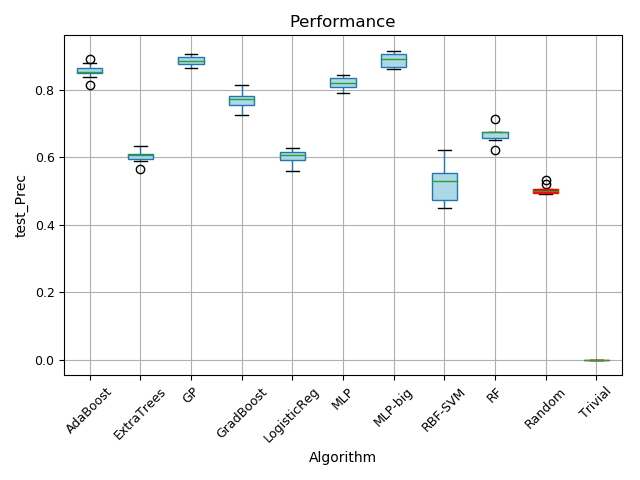 Performance
test_Prec
0.8
0.6
0.4
0.2
0.0
AdaBoost
ExtraTrees
GP
GradBoost
LogisticReg
MLP
MLP-big
RBF-SVM
RF
Random
Trivial
Algorithm